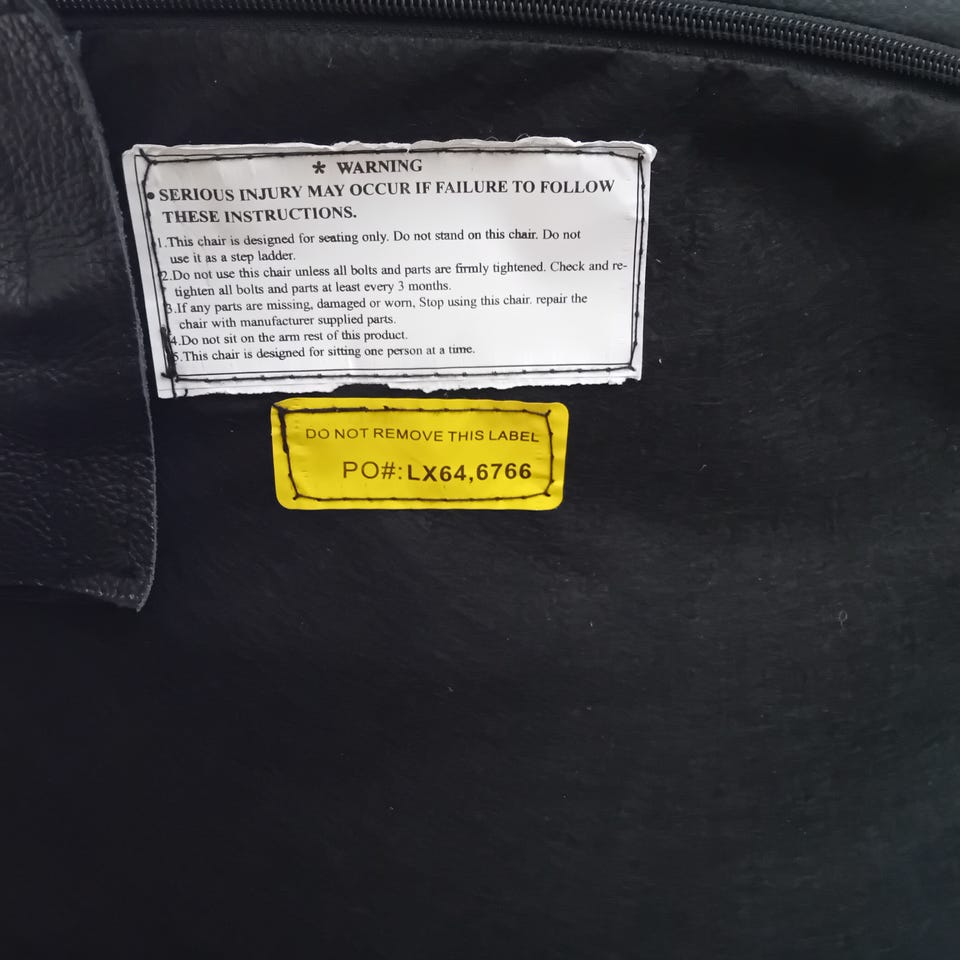 * WARNING
• SERIOUS INJURY MAY OCCUR IF FAILURE TO FOLLOW
THESE INSTRUCTIONS.
1.This chair is designed for seating only. Do not stand on this chair. Do not
use it as a step ladder.
2.Do not use this chair unless all bolts and parts are firmly tightened. Check and re-
tighten all bolts and parts at least every 3 months.
3.If any parts are missing, damaged or worn, Stop using this chair. repair the
chair with manufacturer supplied parts.
4.Do not sit on the arm rest of this product.
5.This chair is designed for sitting one person at a time.
DO NOT REMOVE THIS LABEL
PO#:LX64,6766